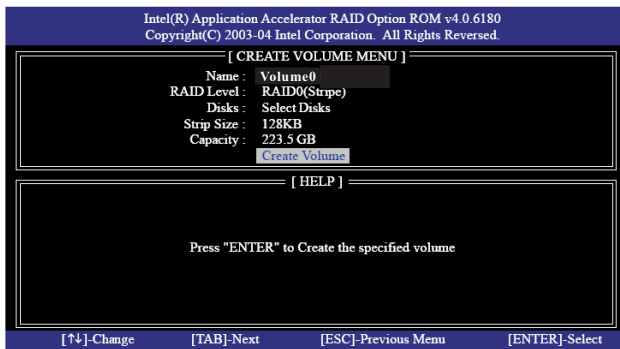 Intel(R) Application Accelerator RAID Option ROM v4.0.6180
Copyright(C) 2003-04 Intel Corporation. All Rights Reversed.
[ CREATE VOLUME MENU ]
Name : Volume0
RAID Level : RAID0(Stripe)
Disks : Select Disks
Strip Size : 128KB
Capacity : 223.5 GB
Create Volume
[ HELP ]
Press "ENTER" to Create the specified volume
[↑↓]-Change [TAB]-Next [ESC]-Previous Menu [ENTER]-Select